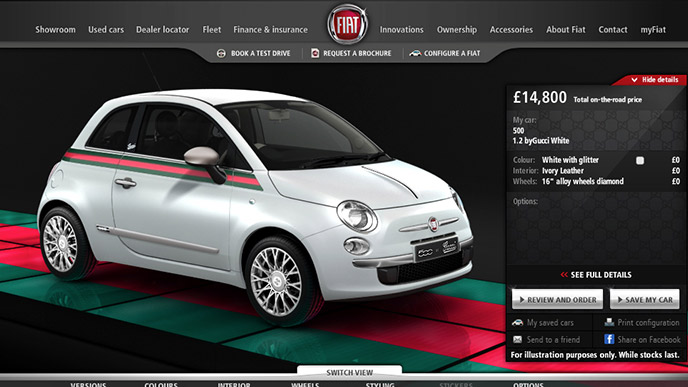 Showroom Used cars Dealer locator Fleet Finance & insurance FIAT Innovations Ownership Accessories About Fiat Contact myFiat
BOOK A TEST DRIVE REQUEST A BROCHURE CONFIGURE A FIAT
Hide details
£14,800 Total on-the-road price
My car:
500
1.2 byGucci White
Colour: White with glitter £0
Interior: Ivory Leather £0
Wheels: 16" alloy wheels diamond £0
Options:
SEE FULL DETAILS
REVIEW AND ORDER SAVE MY CAR
My saved cars Print configuration
Send to a friend Share on Facebook
For illustration purposes only. While stocks last.
SWITCH VIEW
VERSIONS COLOURS INTERIOR WHEELS STYLING STICKERS OPTIONS